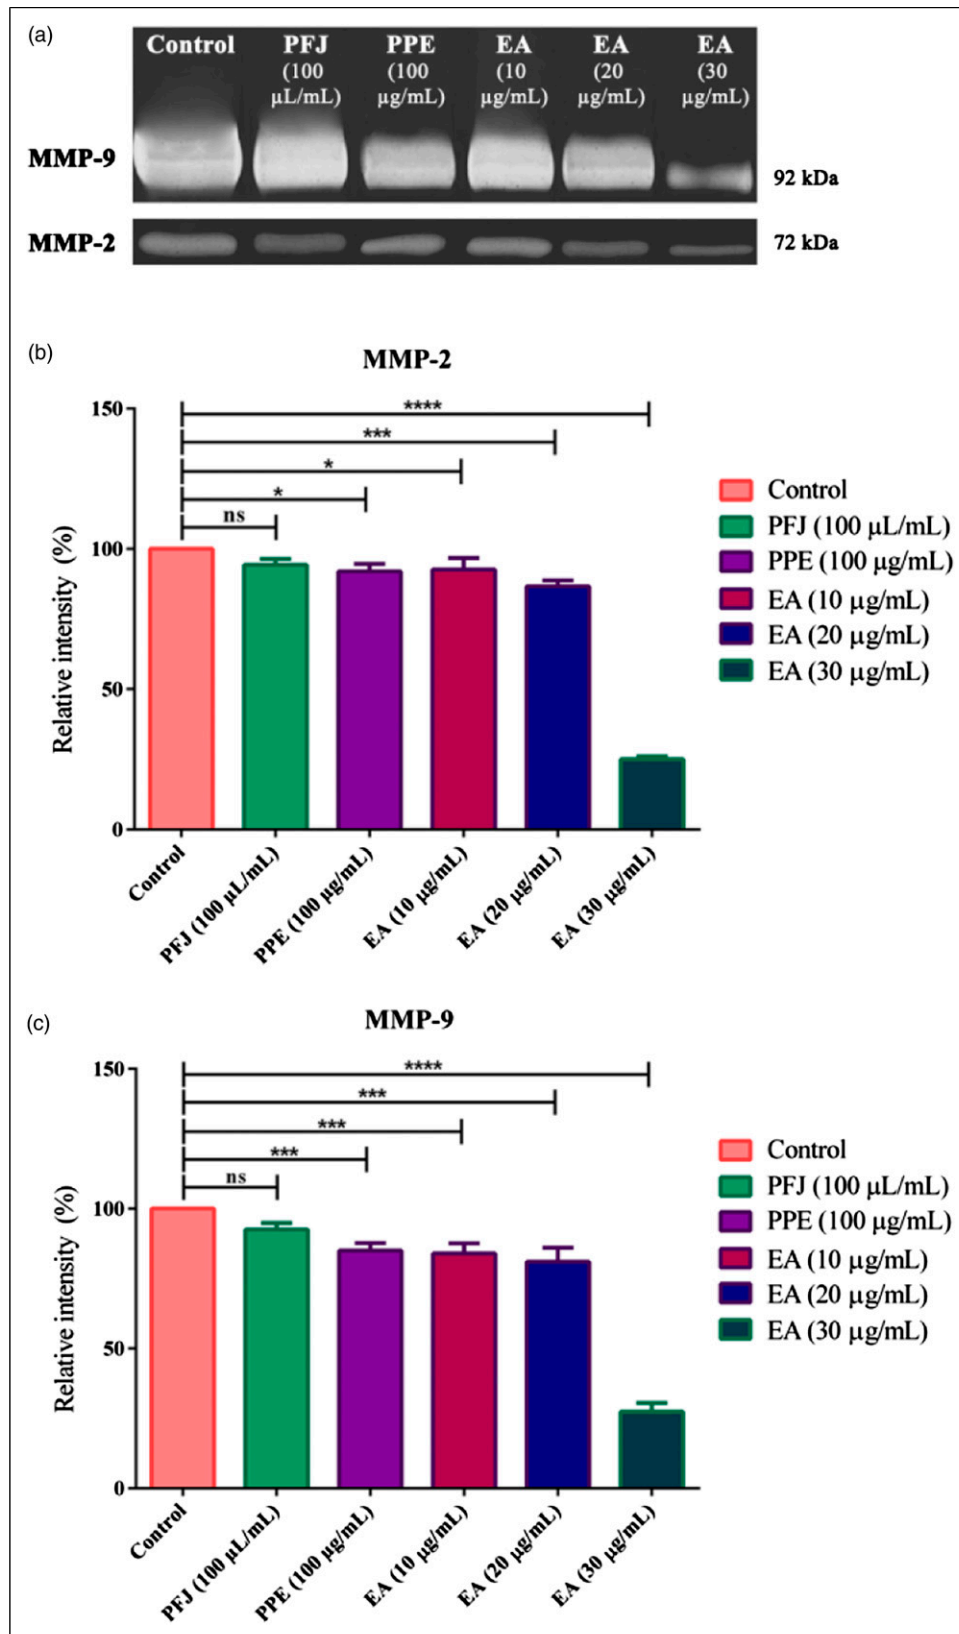 (a)
Control PFJ PPE EA EA EA
(100 (100 (10 (20 (30
μL/mL) μg/mL) μg/mL) μg/mL) μg/mL)
MMP-9
92 kDa
MMP-2
72 kDa
(b)
MMP-2
****
***
*
*
ns
150
100
50
0
Relative intensity (%)
Control
PFJ (100 μL/mL)
PPE (100 μg/mL)
EA (10 μg/mL)
EA (20 μg/mL)
EA (30 μg/mL)
Control
PFJ (100 μL/mL)
PPE (100 μg/mL)
EA (10 μg/mL)
EA (20 μg/mL)
EA (30 μg/mL)
(c)
MMP-9
****
***
***
***
ns
150
100
50
0
Relative intensity (%)
Control
PFJ (100 μL/mL)
PPE (100 μg/mL)
EA (10 μg/mL)
EA (20 μg/mL)
EA (30 μg/mL)
Control
PFJ (100 μL/mL)
PPE (100 μg/mL)
EA (10 μg/mL)
EA (20 μg/mL)
EA (30 μg/mL)